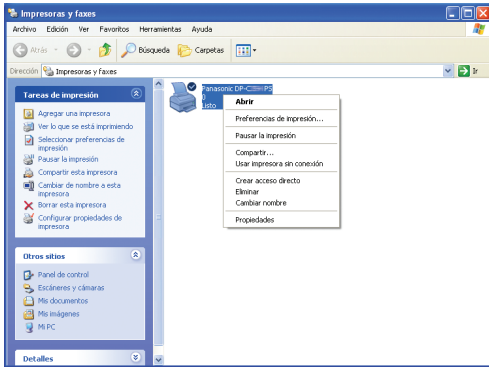 Impresoras y faxes
Archivo Edición Ver Favoritos Herramientas Ayuda
Atrás Búsqueda Carpetas
Dirección Impresoras y faxes Ir
Tareas de impresión
Agregar una impresora
Ver lo que se está imprimiendo
Seleccionar preferencias de
impresión
Pausar la impresión
Compartir esta impresora
Cambiar de nombre a esta
impresora
Borrar esta impresora
Configurar propiedades de
impresora
Otros sitios
Panel de control
Escáneres y cámaras
Mis documentos
Mis imágenes
Mi PC
Detalles
Panasonic PS
0
Listo
Abrir
Preferencias de impresión...
Pausar la impresión
Compartir...
Usar impresora sin conexión
Crear acceso directo
Eliminar
Cambiar nombre
Propiedades